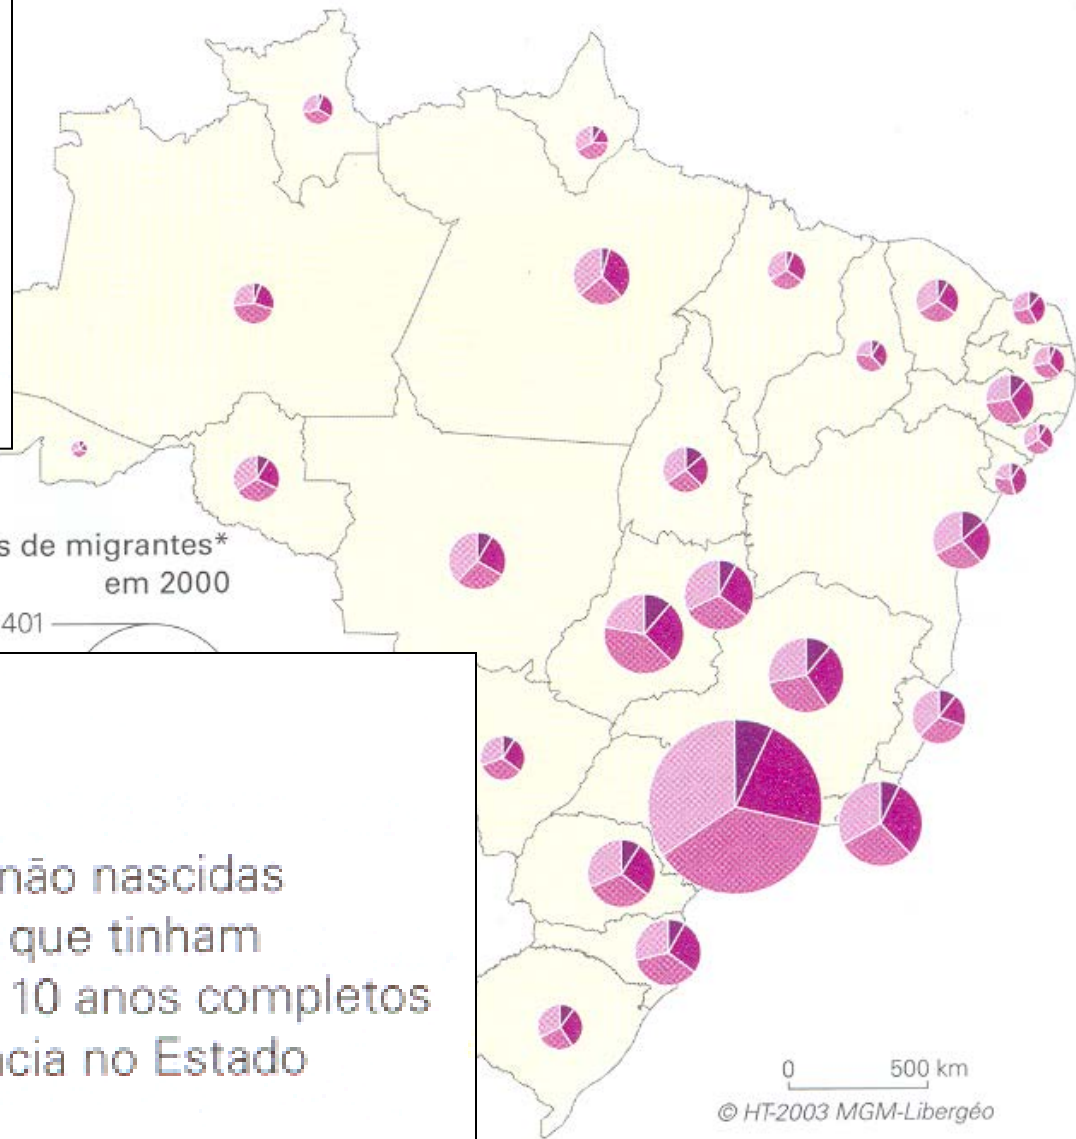 s de migrantes*
em 2000
401
não nascidas
que tinham
10 anos completos
ncia no Estado
0 500 km
© HT-2003 MGM-Libergéo